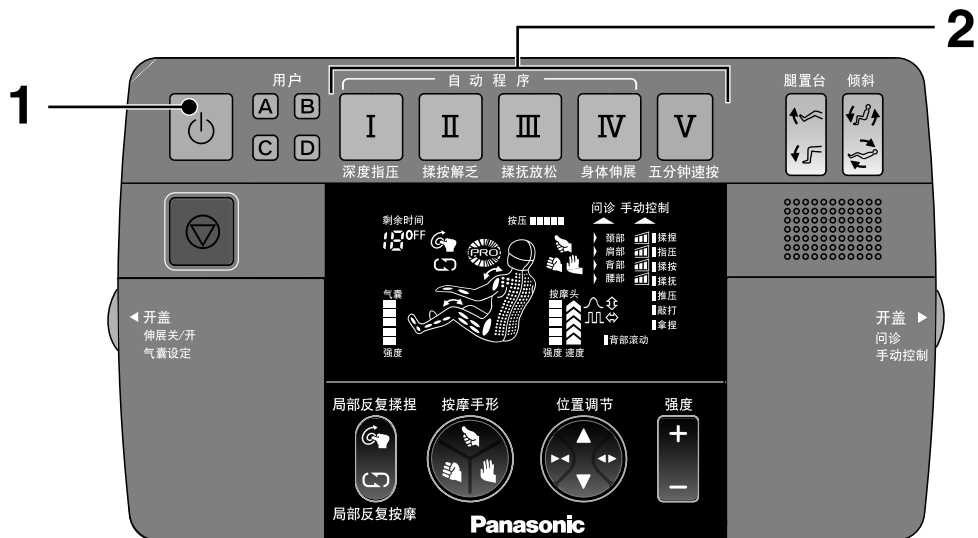 2
1
用户
自动程序
腿置台 倾斜
A B
C D
I II III IV V
深度指压 揉按解乏 揉抚放松 身体伸展 五分钟速按
剩余时间
18 OFF
PRO
按压
问诊 手动控制
颈部 揉捏
肩部 指压
背部 揉按
腰部 揉抚
推压
敲打
拿捏
气囊
强度
按摩头
强度 速度
背部滚动
开盖
伸展关/开
气囊设定
开盖
问诊
手动控制
局部反复揉捏 按摩手形 位置调节 强度
+
−
局部反复按摩
Panasonic